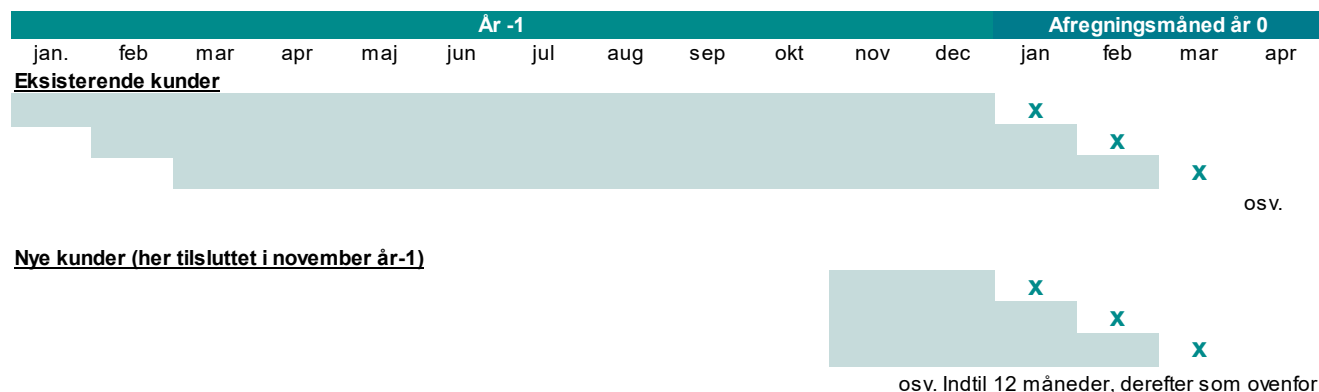 År -1 Afregningsmåned år 0
jan. feb mar apr maj jun jul aug sep okt nov dec jan feb mar apr
Eksisterende kunder
x
x
x
osv.
Nye kunder (her tilsluttet i november år-1)
x
x
x
osv. Indtil 12 måneder, derefter som ovenfor